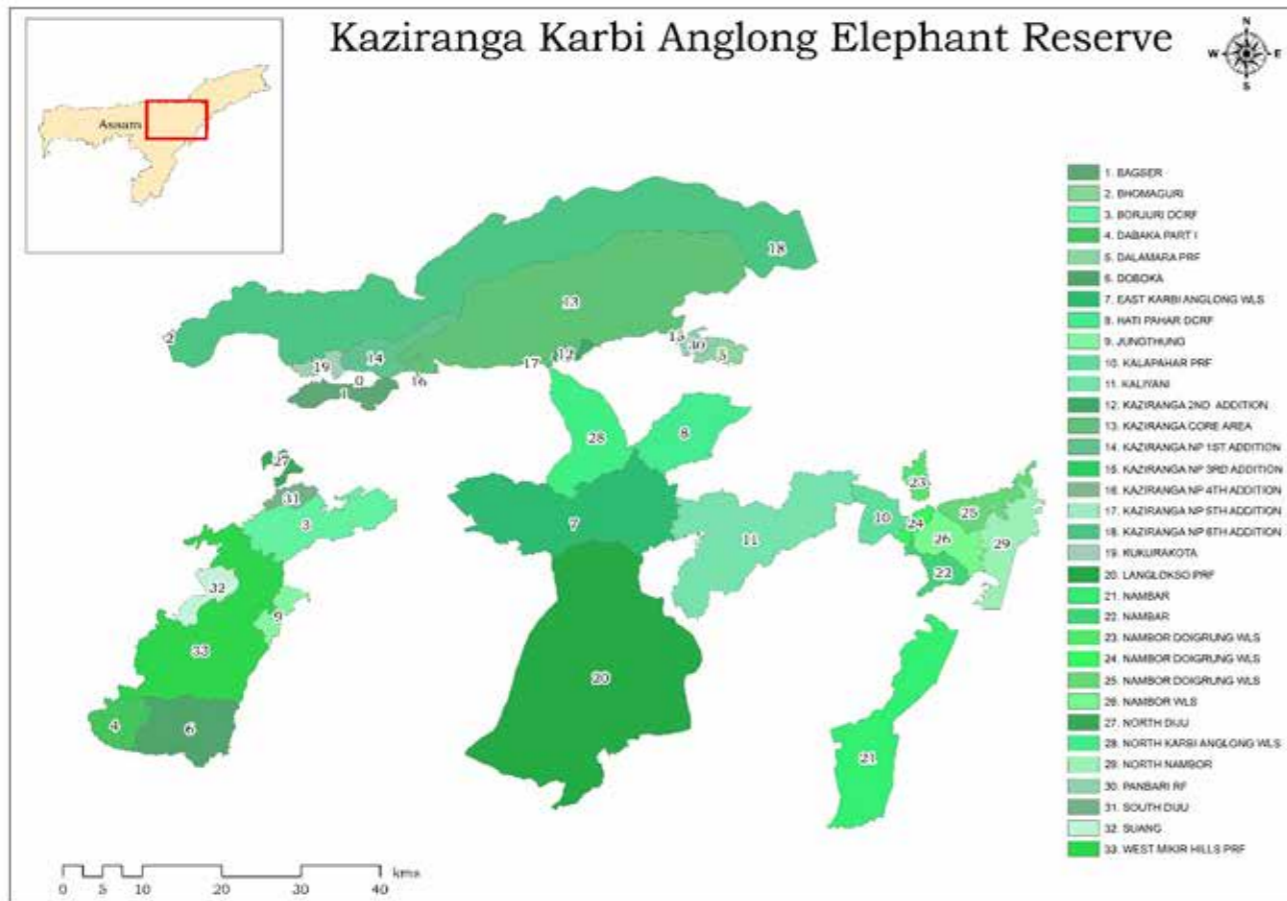 Kaziranga Karbi Anglong Elephant Reserve
N
W E
S
Assam
1. BAGSER
2. BHOMAGURI
3. BORJURI DCRF
4. DABAKA PART I
5. DALAMARA PRF
6. DOBOKA
7. EAST KARBI ANGLONG WLS
8. HATI PAHAR DCRF
9. JUNGTHUNG
10. KALAPAHAR PRF
11. KALIYANI
12. KAZIRANGA 2ND ADDITION
13. KAZIRANGA CORE AREA
14. KAZIRANGA NP 1ST ADDITION
15. KAZIRANGA NP 3RD ADDITION
16. KAZIRANGA NP 4TH ADDITION
17. KAZIRANGA NP 5TH ADDITION
18. KAZIRANGA NP 6TH ADDITION
19. KUKURAKOTA
20. LANGLOKSO PRF
21. NAMBAR
22. NAMBAR
23. NAMBOR DOIGRUNG WLS
24. NAMBOR DOIGRUNG WLS
25. NAMBOR DOIGRUNG WLS
26. NAMBOR WLS
27. NORTH DIJU
28. NORTH KARBI ANGLONG WLS
29. NORTH NAMBOR
30. PANBARI RF
31. SOUTH DIJU
32. SUANG
33. WEST MIKIR HILLS PRF
18
13
2
15
30
5
12
17
14
19
0
16
1
28
8
27
31
3
7
11
10
23
24
25
26
29
22
32
9
33
20
4
6
21
kms
0 5 10 20 30 40